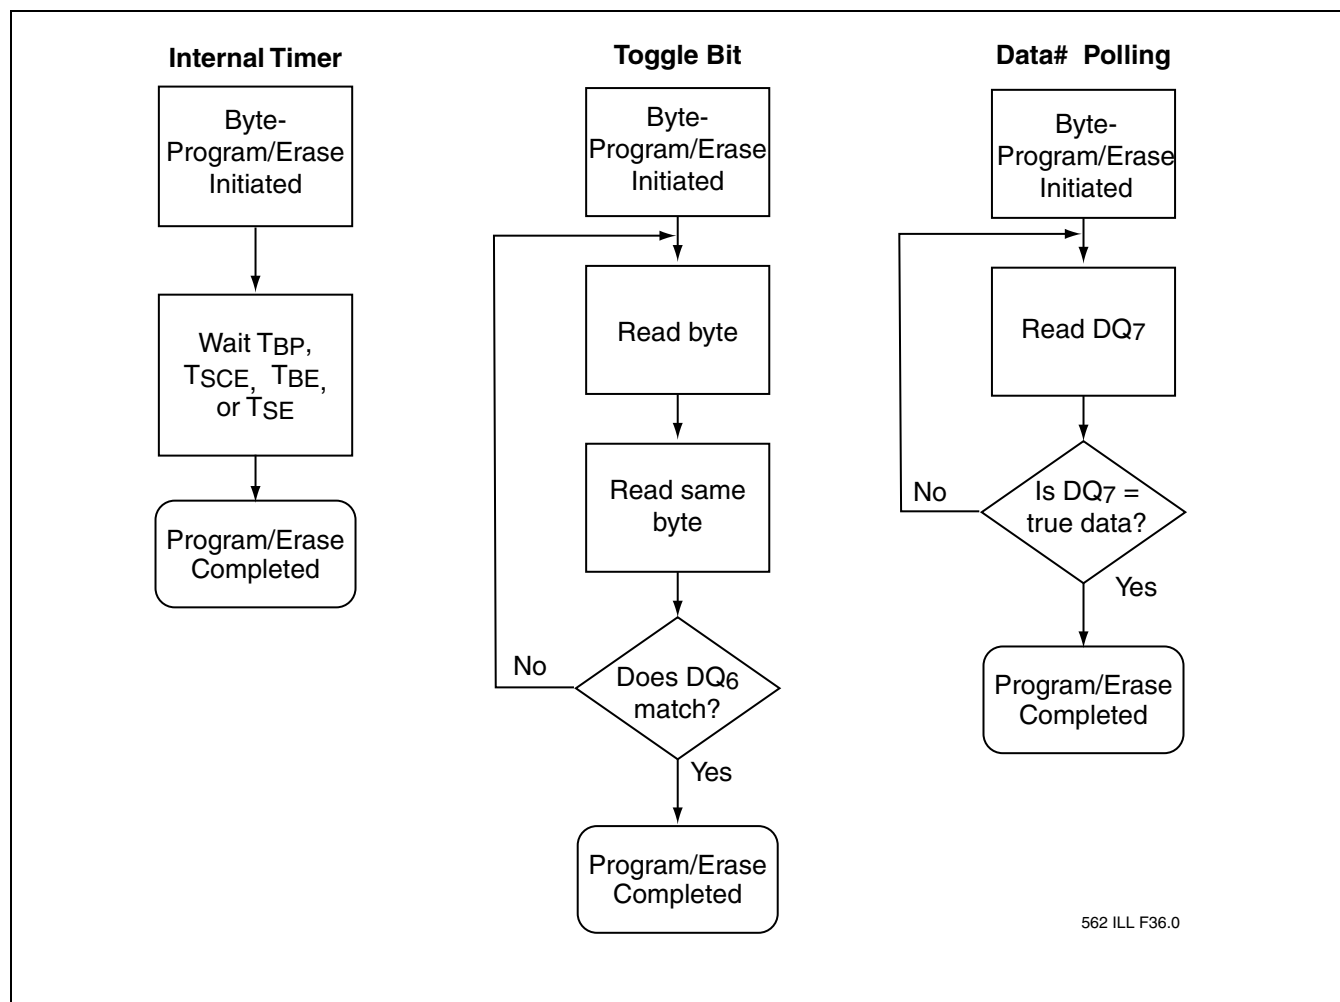 Internal Timer
Byte-
Program/Erase
Initiated
Wait TBP,
TSCE, TBE,
or TSE
Program/Erase
Completed
Toggle Bit
Byte-
Program/Erase
Initiated
Read byte
Read same
byte
No
Does DQ6
match?
Yes
Program/Erase
Completed
Data# Polling
Byte-
Program/Erase
Initiated
Read DQ7
No
Is DQ7 =
true data?
Yes
Program/Erase
Completed
562 ILL F36.0